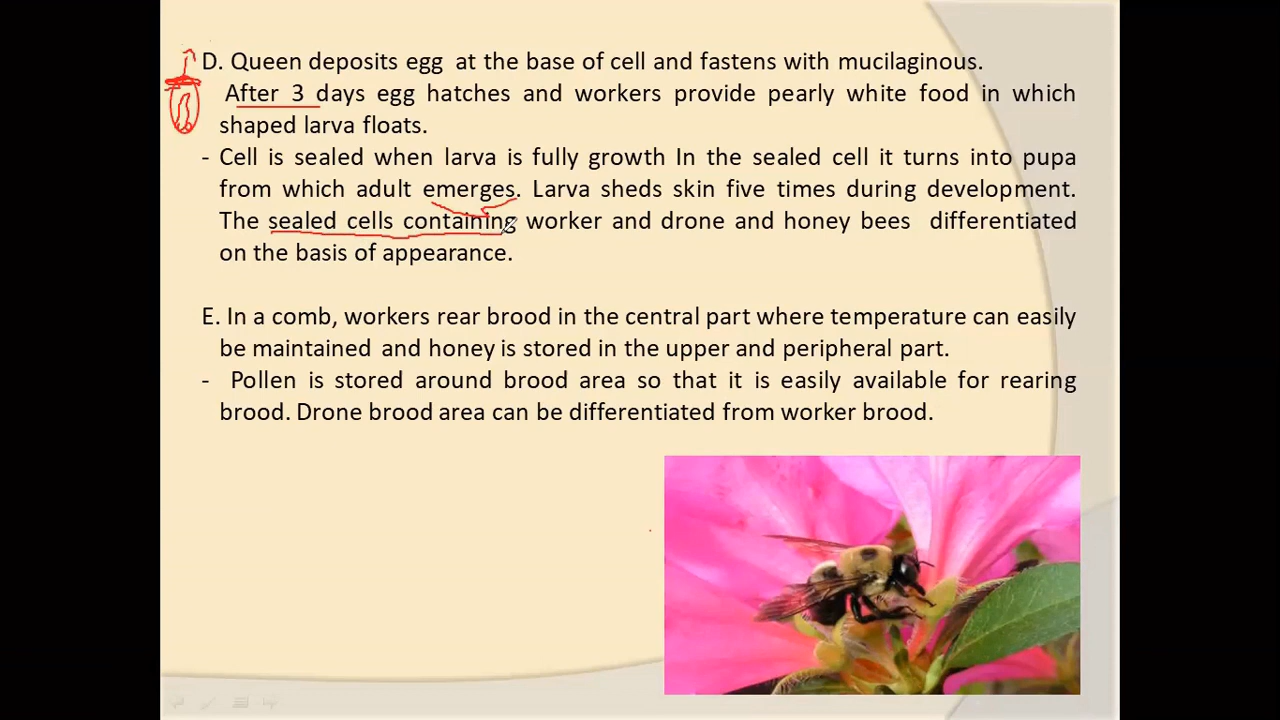 D. Queen deposits egg at the base of cell and fastens with mucilaginous.
After 3 days egg hatches and workers provide pearly white food in which
shaped larva floats.
- Cell is sealed when larva is fully growth In the sealed cell it turns into pupa
from which adult emerges. Larva sheds skin five times during development.
The sealed cells containing worker and drone and honey bees differentiated
on the basis of appearance.
E. In a comb, workers rear brood in the central part where temperature can easily
be maintained and honey is stored in the upper and peripheral part.
- Pollen is stored around brood area so that it is easily available for rearing
brood. Drone brood area can be differentiated from worker brood.